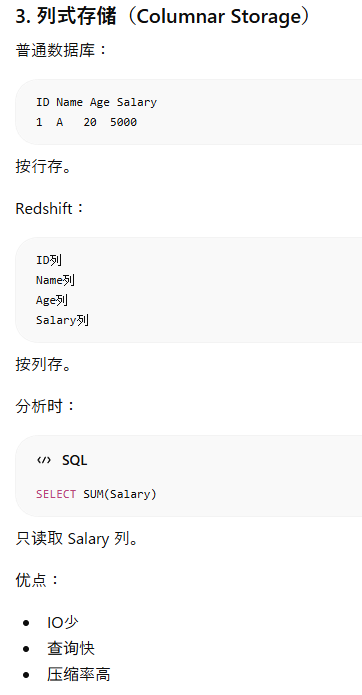 3. 列式存储（Columnar Storage）
普通数据库：
ID Name Age Salary
1  A   20  5000
按行存。
Redshift：
ID列
Name列
Age列
Salary列
按列存。
分析时：
</> SQL
SELECT SUM(Salary)
只读取 Salary 列。
优点：
• IO少
• 查询快
• 压缩率高